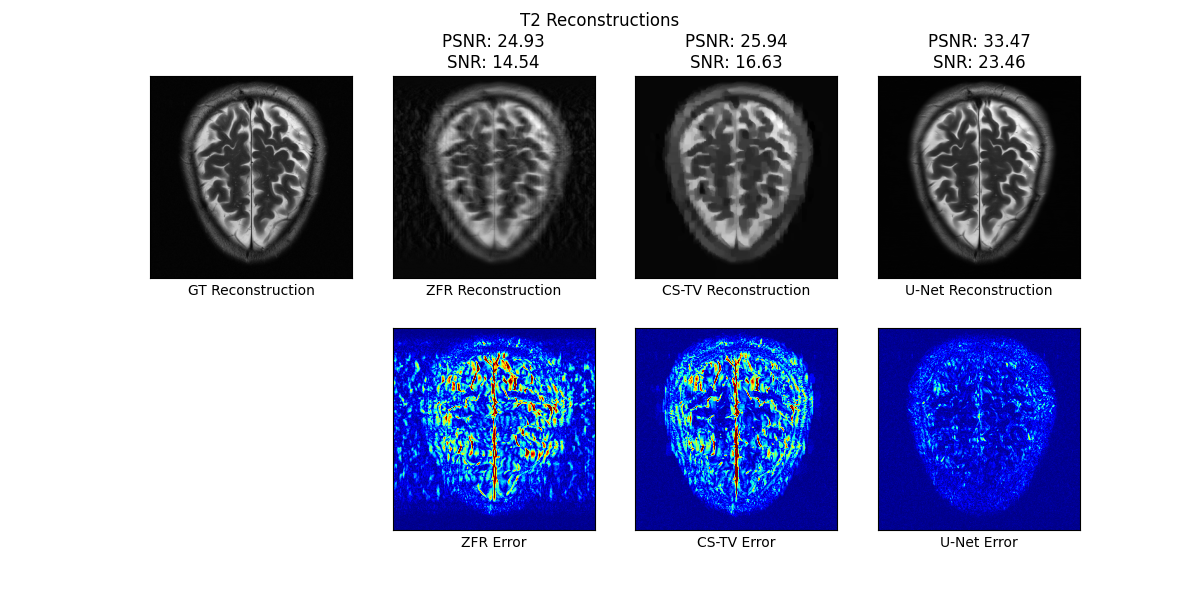 T2 Reconstructions
PSNR: 24.93
SNR: 14.54
PSNR: 25.94
SNR: 16.63
PSNR: 33.47
SNR: 23.46
GT Reconstruction
ZFR Reconstruction
CS-TV Reconstruction
U-Net Reconstruction
ZFR Error
CS-TV Error
U-Net Error